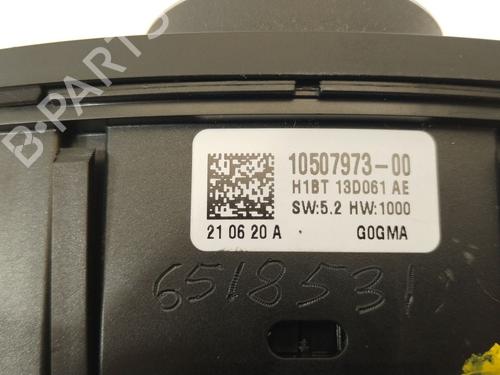 B-PARTS
10507973-00
H1BT 13D061 AE
SW:5.2 HW:1000
21 06 20 A G0GMA
6518531